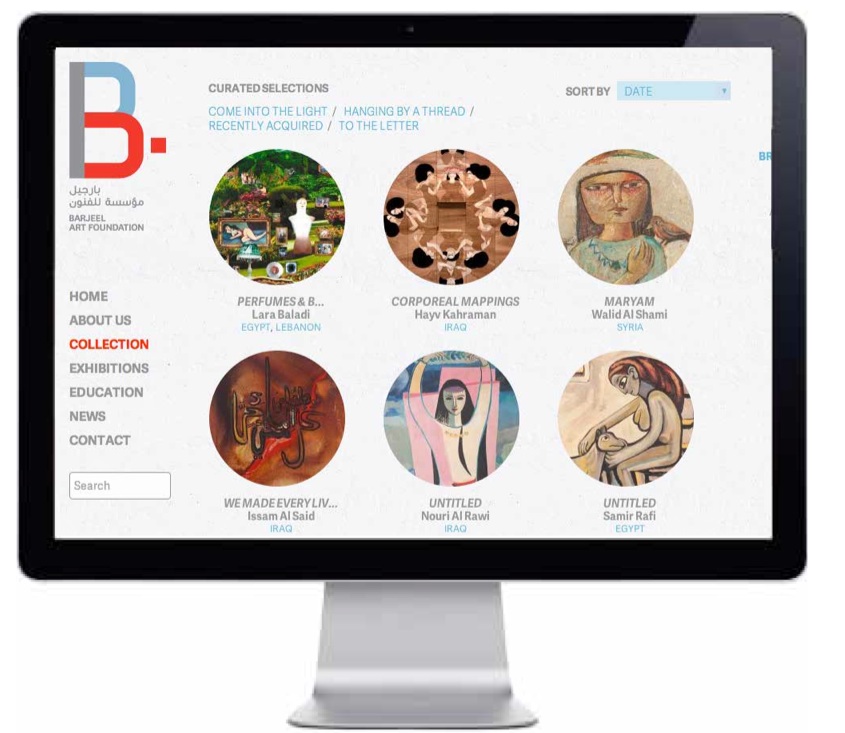 بارجيل
مؤسسة للفنون
BARJEEL
ART FOUNDATION
HOME
ABOUT US
COLLECTION
EXHIBITIONS
EDUCATION
NEWS
CONTACT
Search
CURATED SELECTIONS
COME INTO THE LIGHT / HANGING BY A THREAD /
RECENTLY ACQUIRED / TO THE LETTER
SORT BY DATE
BR
PERFUMES & B...
Lara Baladi
EGYPT, LEBANON
CORPOREAL MAPPINGS
Hayv Kahraman
IRAQ
MARYAM
Walid Al Shami
SYRIA
WE MADE EVERY LIV...
Issam Al Said
IRAQ
UNTITLED
Nouri Al Rawi
IRAQ
UNTITLED
Samir Rafi
EGYPT